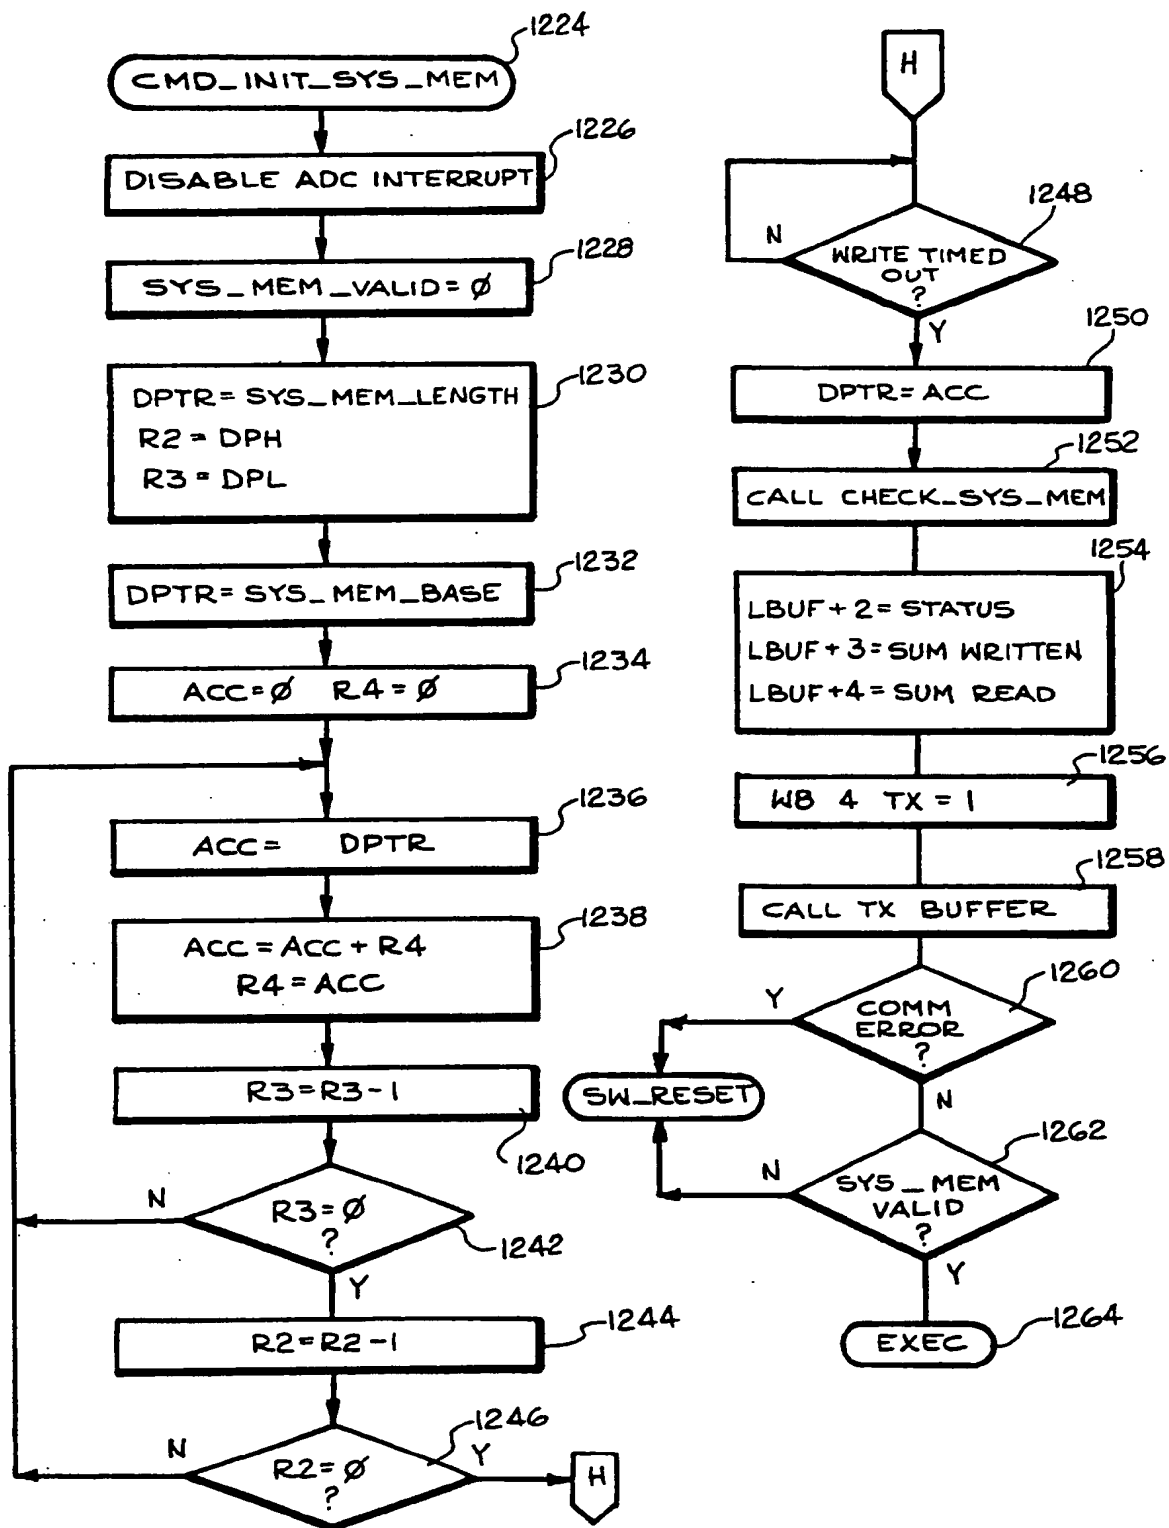 1224
CMD_INIT_SYS_MEM
1226
DISABLE ADC INTERRUPT
1228
SYS_MEM_VALID=Ø
1230
DPTR=SYS_MEM_LENGTH
R2=DPH
R3=DPL
1232
DPTR=SYS_MEM_BASE
1234
ACC=Ø R4=Ø
1236
ACC= DPTR
1238
ACC=ACC+R4
R4=ACC
R3=R3-1
1240
N
R3=Ø
?
1242
Y
1244
R2=R2-1
1246
N
R2=Ø
?
Y
H
H
1248
N
WRITE TIMED
OUT
?
Y
1250
DPTR=ACC
1252
CALL CHECK_SYS_MEM
1254
LBUF+2=STATUS
LBUF+3=SUM WRITTEN
LBUF+4=SUM READ
1256
WB 4 TX=1
1258
CALL TX BUFFER
1260
Y
COMM
ERROR
?
SW_RESET
N
1262
N
SYS_MEM
VALID
?
Y
EXEC
1264